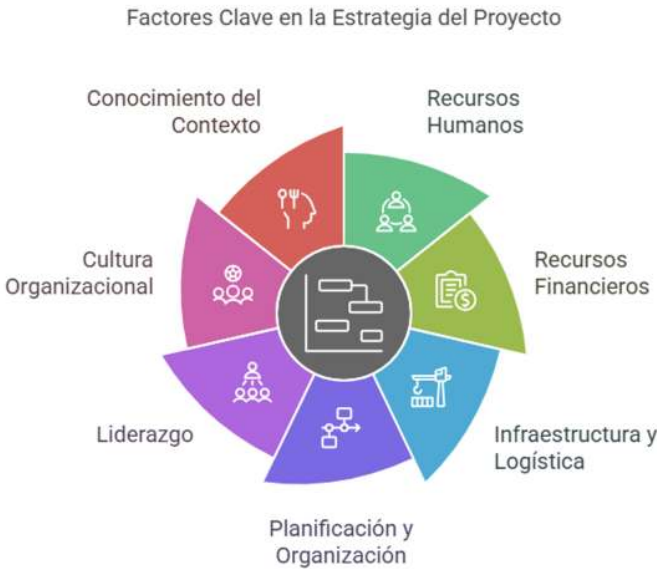 Factores Clave en la Estrategia del Proyecto
Conocimiento del
Contexto
Recursos
Humanos
Cultura
Organizacional
Recursos
Financieros
Liderazgo
Infraestructura y
Logística
Planificación y
Organización